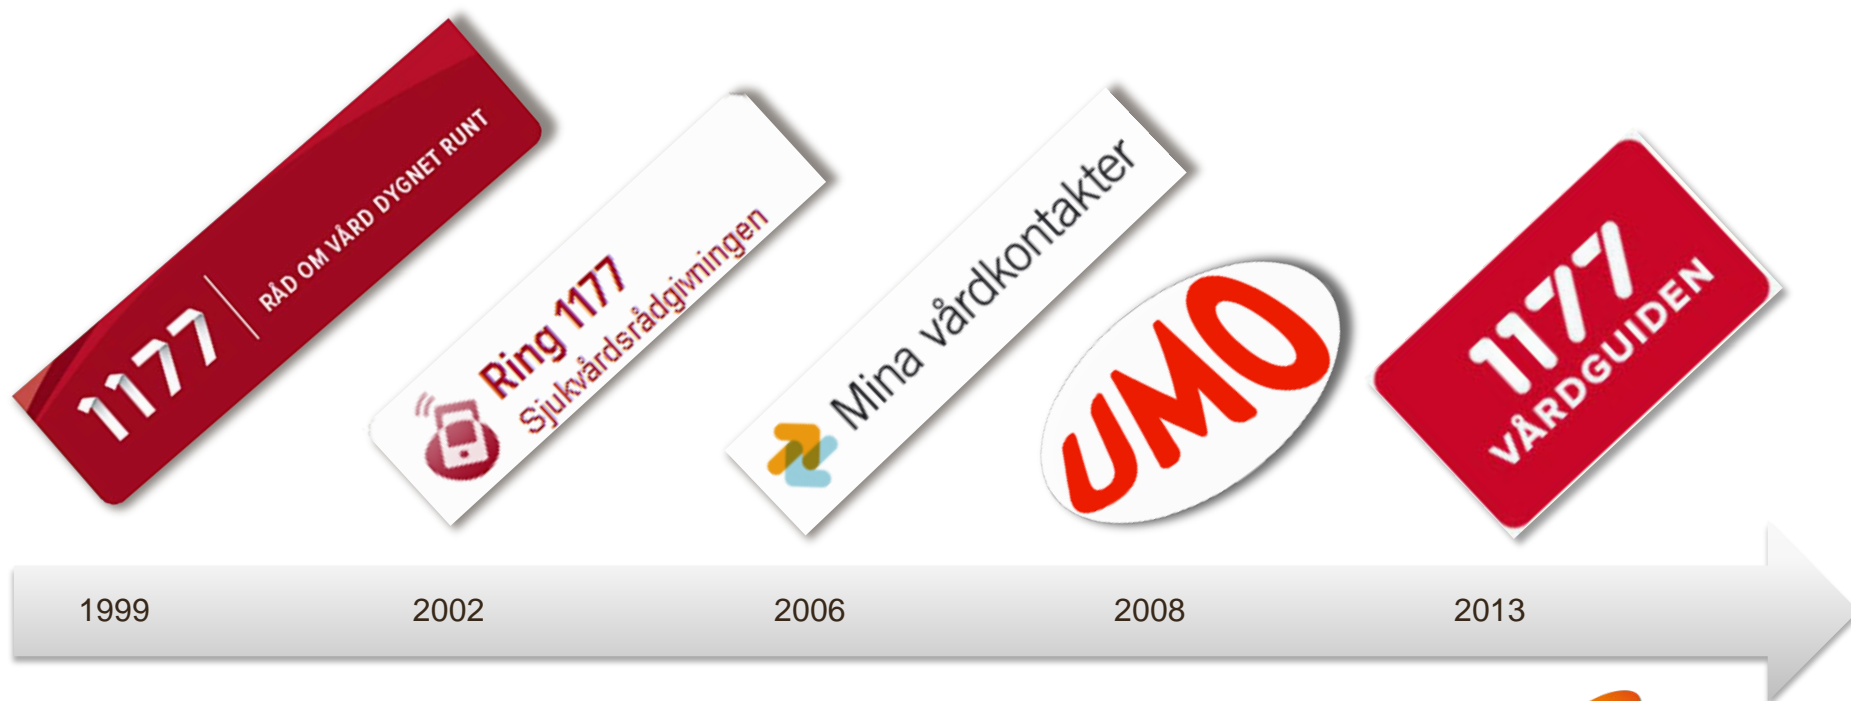 1177 | RÅD OM VÅRD DYGNET RUNT
Ring 1177
Sjukvårdsrådgivningen
Mina vårdkontakter
UMO
1177
VÅRDGUIDEN
1999
2002
2006
2008
2013